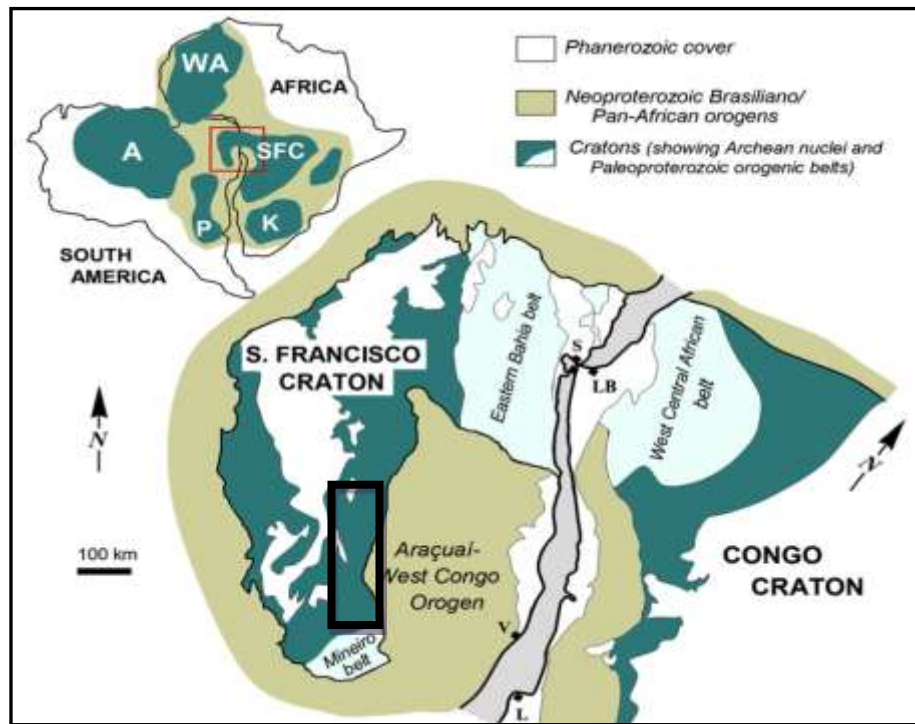 WA
AFRICA
A
SFC
P
K
SOUTH
AMERICA
Phanerozoic cover
Neoproterozoic Brasiliano/
Pan-African orogens
Cratons (showing Archean nuclei and
Paleoproterozoic orogenic belts)
S. FRANCISCO
CRATON
Eastern Bahia belt
S
LB
West Central African
belt
N
N
100 km
Araçuaí-
West Congo
Orogen
CONGO
CRATON
V
Mineiro
belt
L